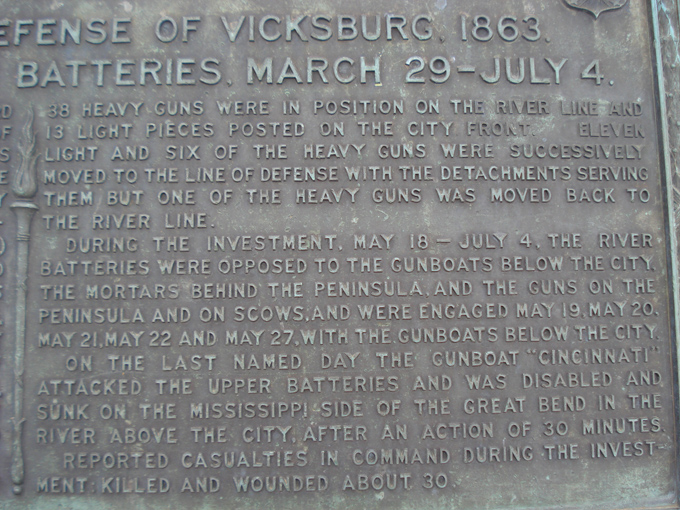 EFENSE OF VICKSBURG, 1863.
BATTERIES, MARCH 29-JULY 4.
38 HEAVY GUNS WERE IN POSITION ON THE RIVER LINE AND
13 LIGHT PIECES POSTED ON THE CITY FRONT. ELEVEN
LIGHT AND SIX OF THE HEAVY GUNS WERE SUCCESSIVELY
MOVED TO THE LINE OF DEFENSE WITH THE DETACHMENTS SERVING
THEM BUT ONE OF THE HEAVY GUNS WAS MOVED BACK TO
THE RIVER LINE.
DURING THE INVESTMENT, MAY 18 - JULY 4, THE RIVER
BATTERIES WERE OPPOSED TO THE GUNBOATS BELOW THE CITY,
THE MORTARS BEHIND THE PENINSULA, AND THE GUNS ON THE
PENINSULA AND ON SCOWS, AND WERE ENGAGED MAY 19, MAY 20,
MAY 21, MAY 22 AND MAY 27, WITH THE GUNBOATS BELOW THE CITY.
ON THE LAST NAMED DAY THE GUNBOAT "CINCINNATI"
ATTACKED THE UPPER BATTERIES AND WAS DISABLED AND
SUNK ON THE MISSISSIPPI SIDE OF THE GREAT BEND IN THE
RIVER ABOVE THE CITY, AFTER AN ACTION OF 30 MINUTES.
REPORTED CASUALTIES IN COMMAND DURING THE INVEST-
MENT: KILLED AND WOUNDED ABOUT 30.